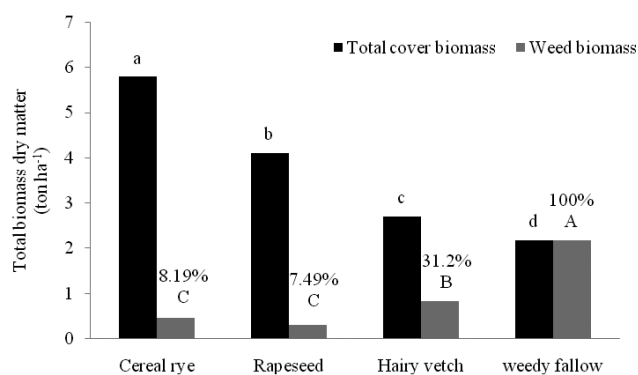 7
6
5
4
3
2
1
0
Total biomass dry matter
(ton ha⁻¹)
Total cover biomass
Weed biomass
a
b
c
d
8.19%
C
7.49%
C
31.2%
B
100%
A
Cereal rye
Rapeseed
Hairy vetch
weedy fallow